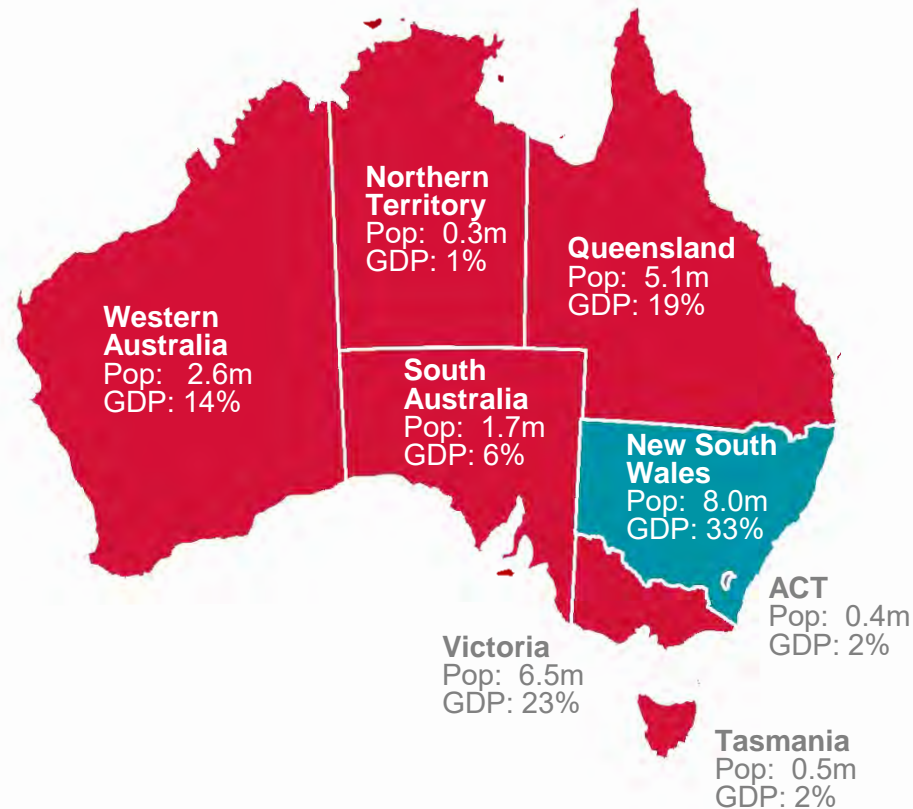 Northern
Territory
Pop: 0.3m
GDP: 1%
Queensland
Pop: 5.1m
GDP: 19%
Western
Australia
Pop: 2.6m
GDP: 14%
South
Australia
Pop: 1.7m
GDP: 6%
New South
Wales
Pop: 8.0m
GDP: 33%
ACT
Pop: 0.4m
GDP: 2%
Victoria
Pop: 6.5m
GDP: 23%
Tasmania
Pop: 0.5m
GDP: 2%